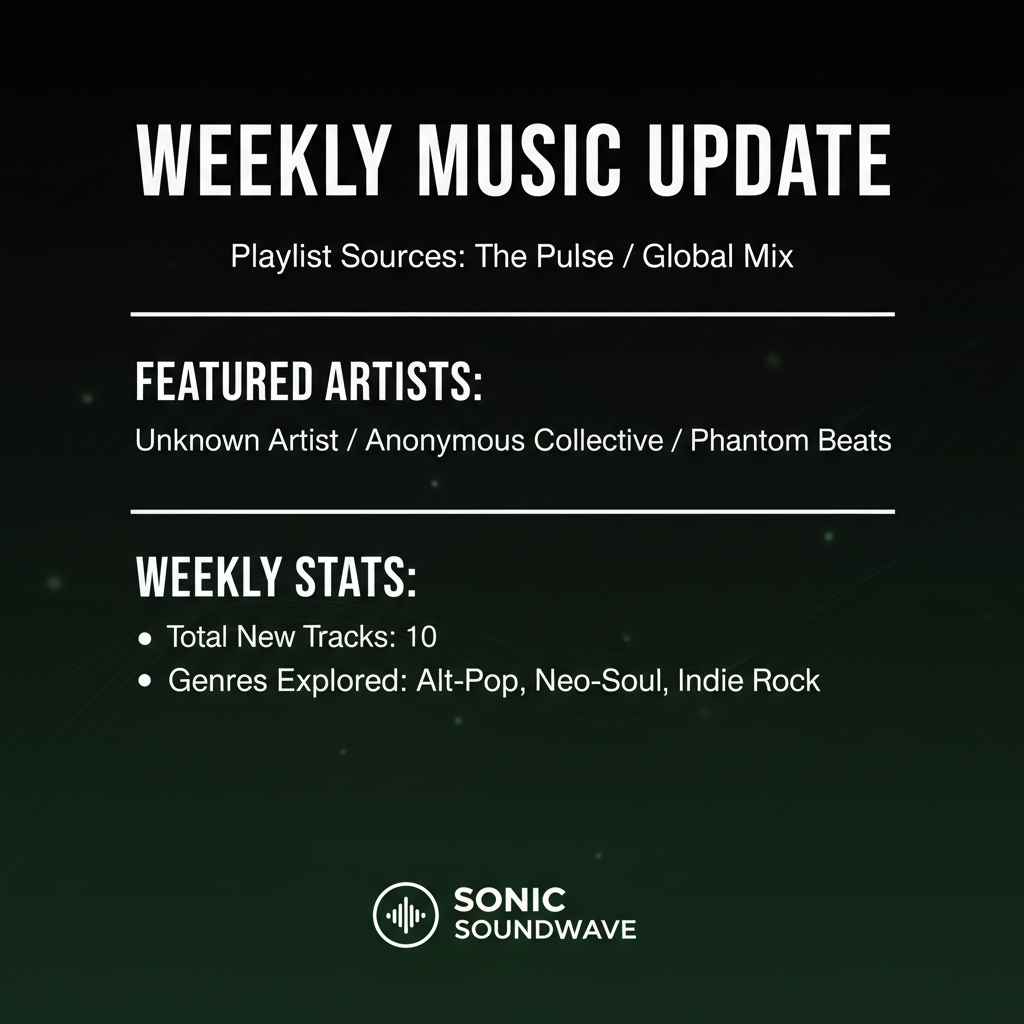 WEEKLY MUSIC UPDATE
Playlist Sources: The Pulse / Global Mix
FEATURED ARTISTS:
Unknown Artist / Anonymous Collective / Phantom Beats
WEEKLY STATS:
• Total New Tracks: 10
• Genres Explored: Alt-Pop, Neo-Soul, Indie Rock
SONIC
SOUNDWAVE